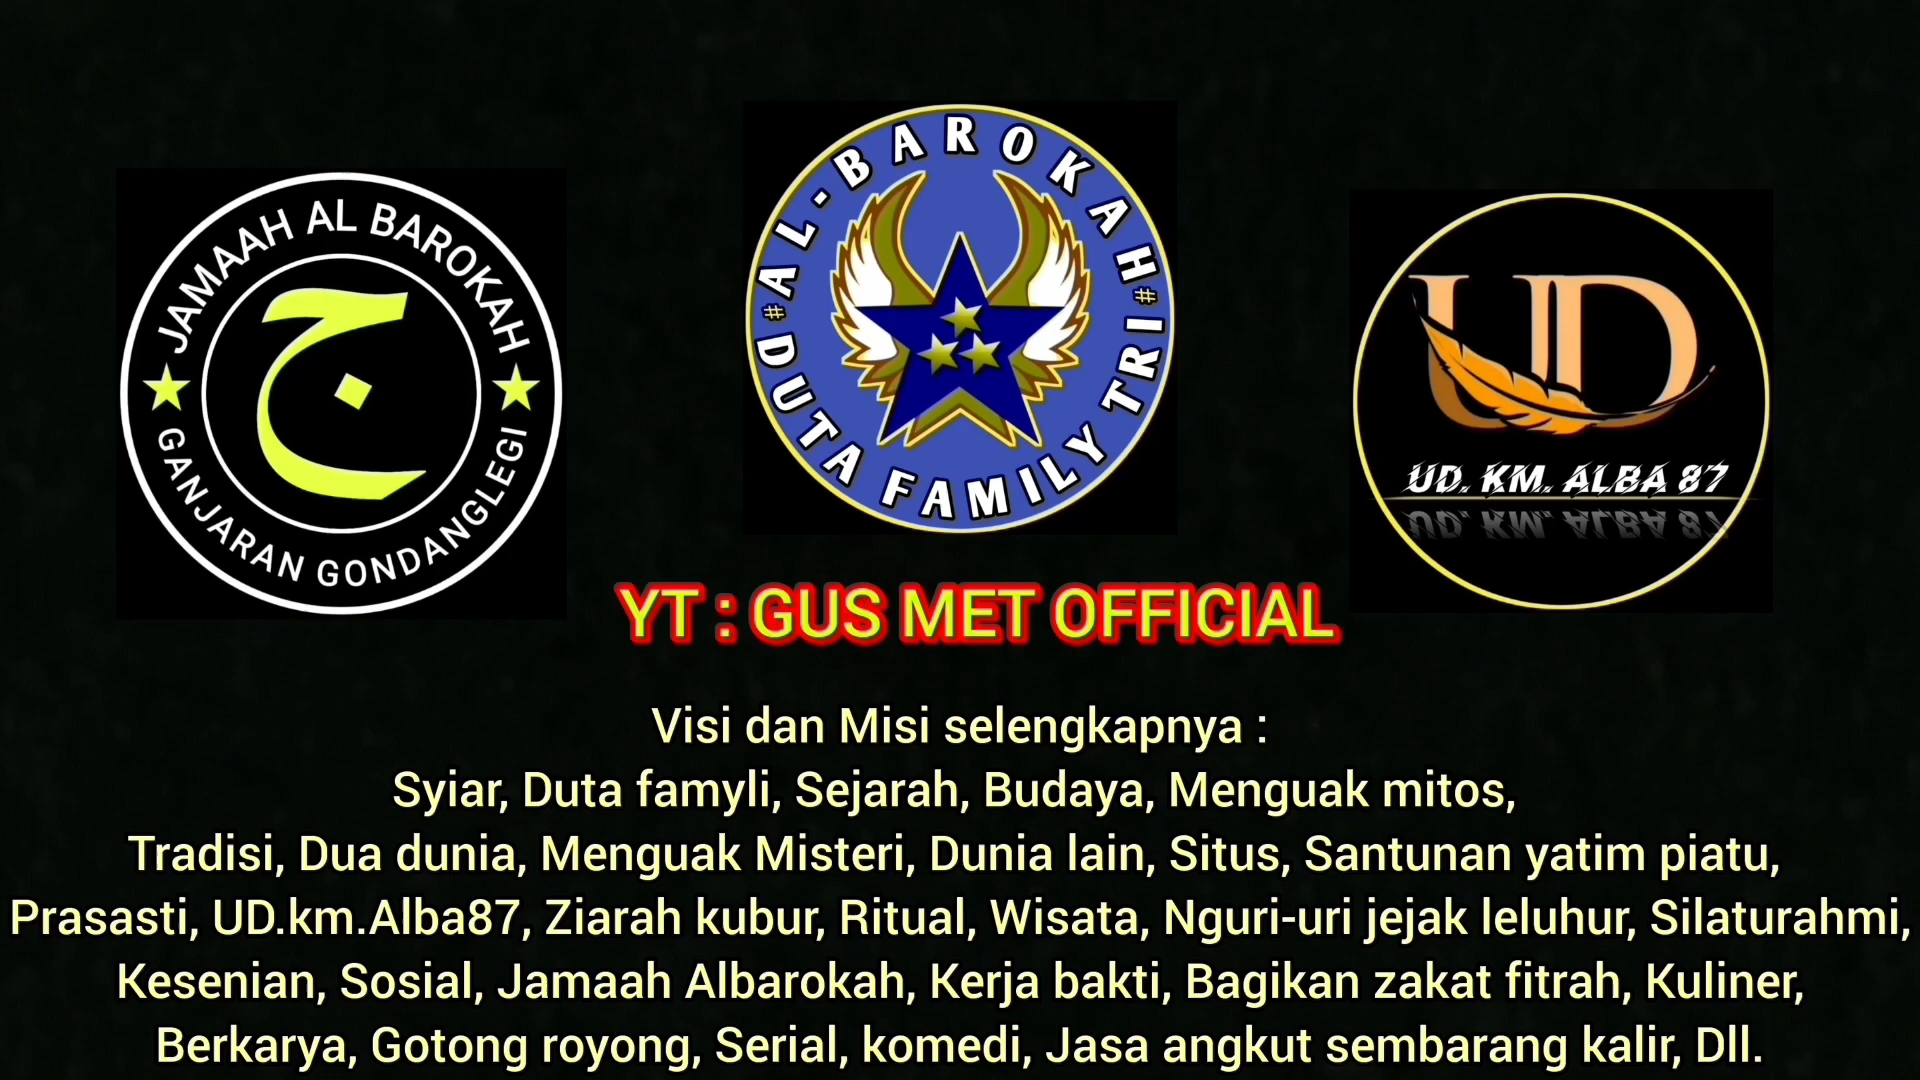 JAMAAH AL BAROKAH
ج
GANJARAN GONDANGLEGI
AL-BAROKAH
#DUTA FAMILY TRI#
UD
UD. KM. ALBA 87
YT : GUS MET OFFICIAL
Visi dan Misi selengkapnya :
Syiar, Duta famyli, Sejarah, Budaya, Menguak mitos,
Tradisi, Dua dunia, Menguak Misteri, Dunia lain, Situs, Santunan yatim piatu,
Prasasti, UD.km.Alba87, Ziarah kubur, Ritual, Wisata, Nguri-uri jejak leluhur, Silaturahmi,
Kesenian, Sosial, Jamaah Albarokah, Kerja bakti, Bagikan zakat fitrah, Kuliner,
Berkarya, Gotong royong, Serial, komedi, Jasa angkut sembarang kalir, Dll.